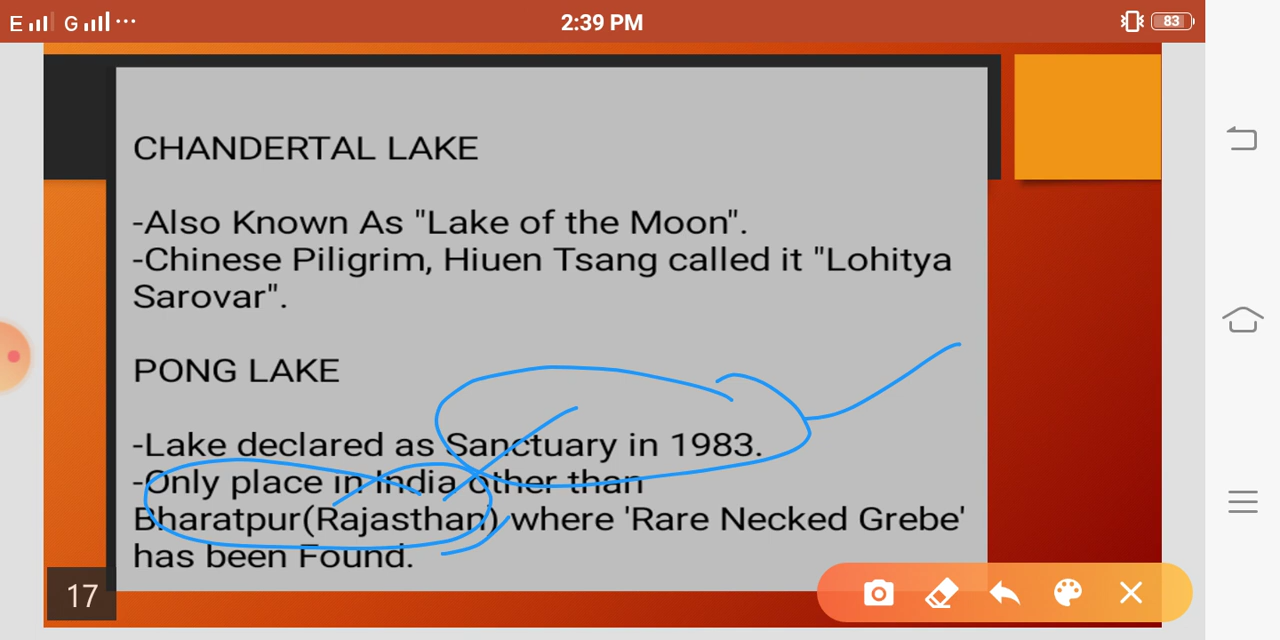 E G 2:39 PM 83
CHANDERTAL LAKE
-Also Known As "Lake of the Moon".
-Chinese Piligrim, Hiuen Tsang called it "Lohitya
Sarovar".
PONG LAKE
-Lake declared as Sanctuary in 1983.
-Only place in India other than
Bharatpur(Rajasthan) where 'Rare Necked Grebe'
has been Found.
17